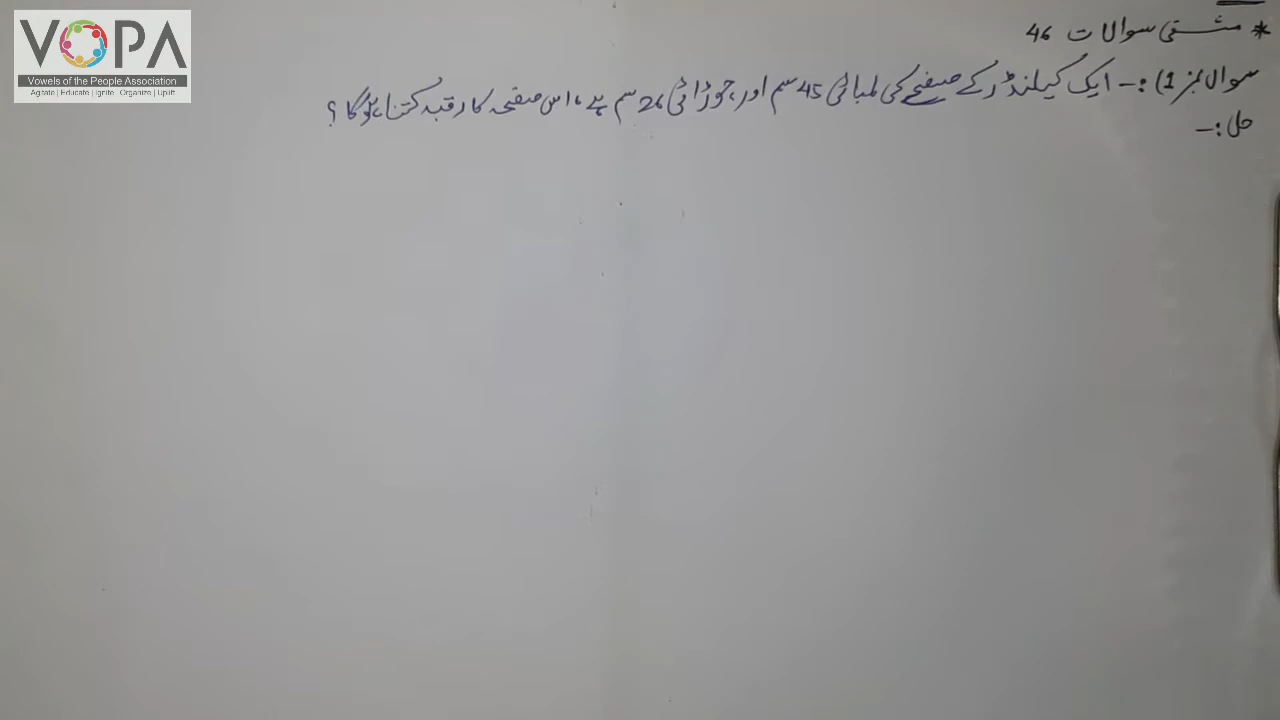 VOPA
Vowels of the People Association
Agitate | Educate | Ignite | Organize | Uplift
* مشقی سوالات 46
سوال نمبر 1) :- ایک کیلنڈر کے صفحے کی لمبائی 45 سم اور چوڑائی 26 سم ہے، اس صفحہ کا رقبہ کتنا ہوگا ؟
حل :-